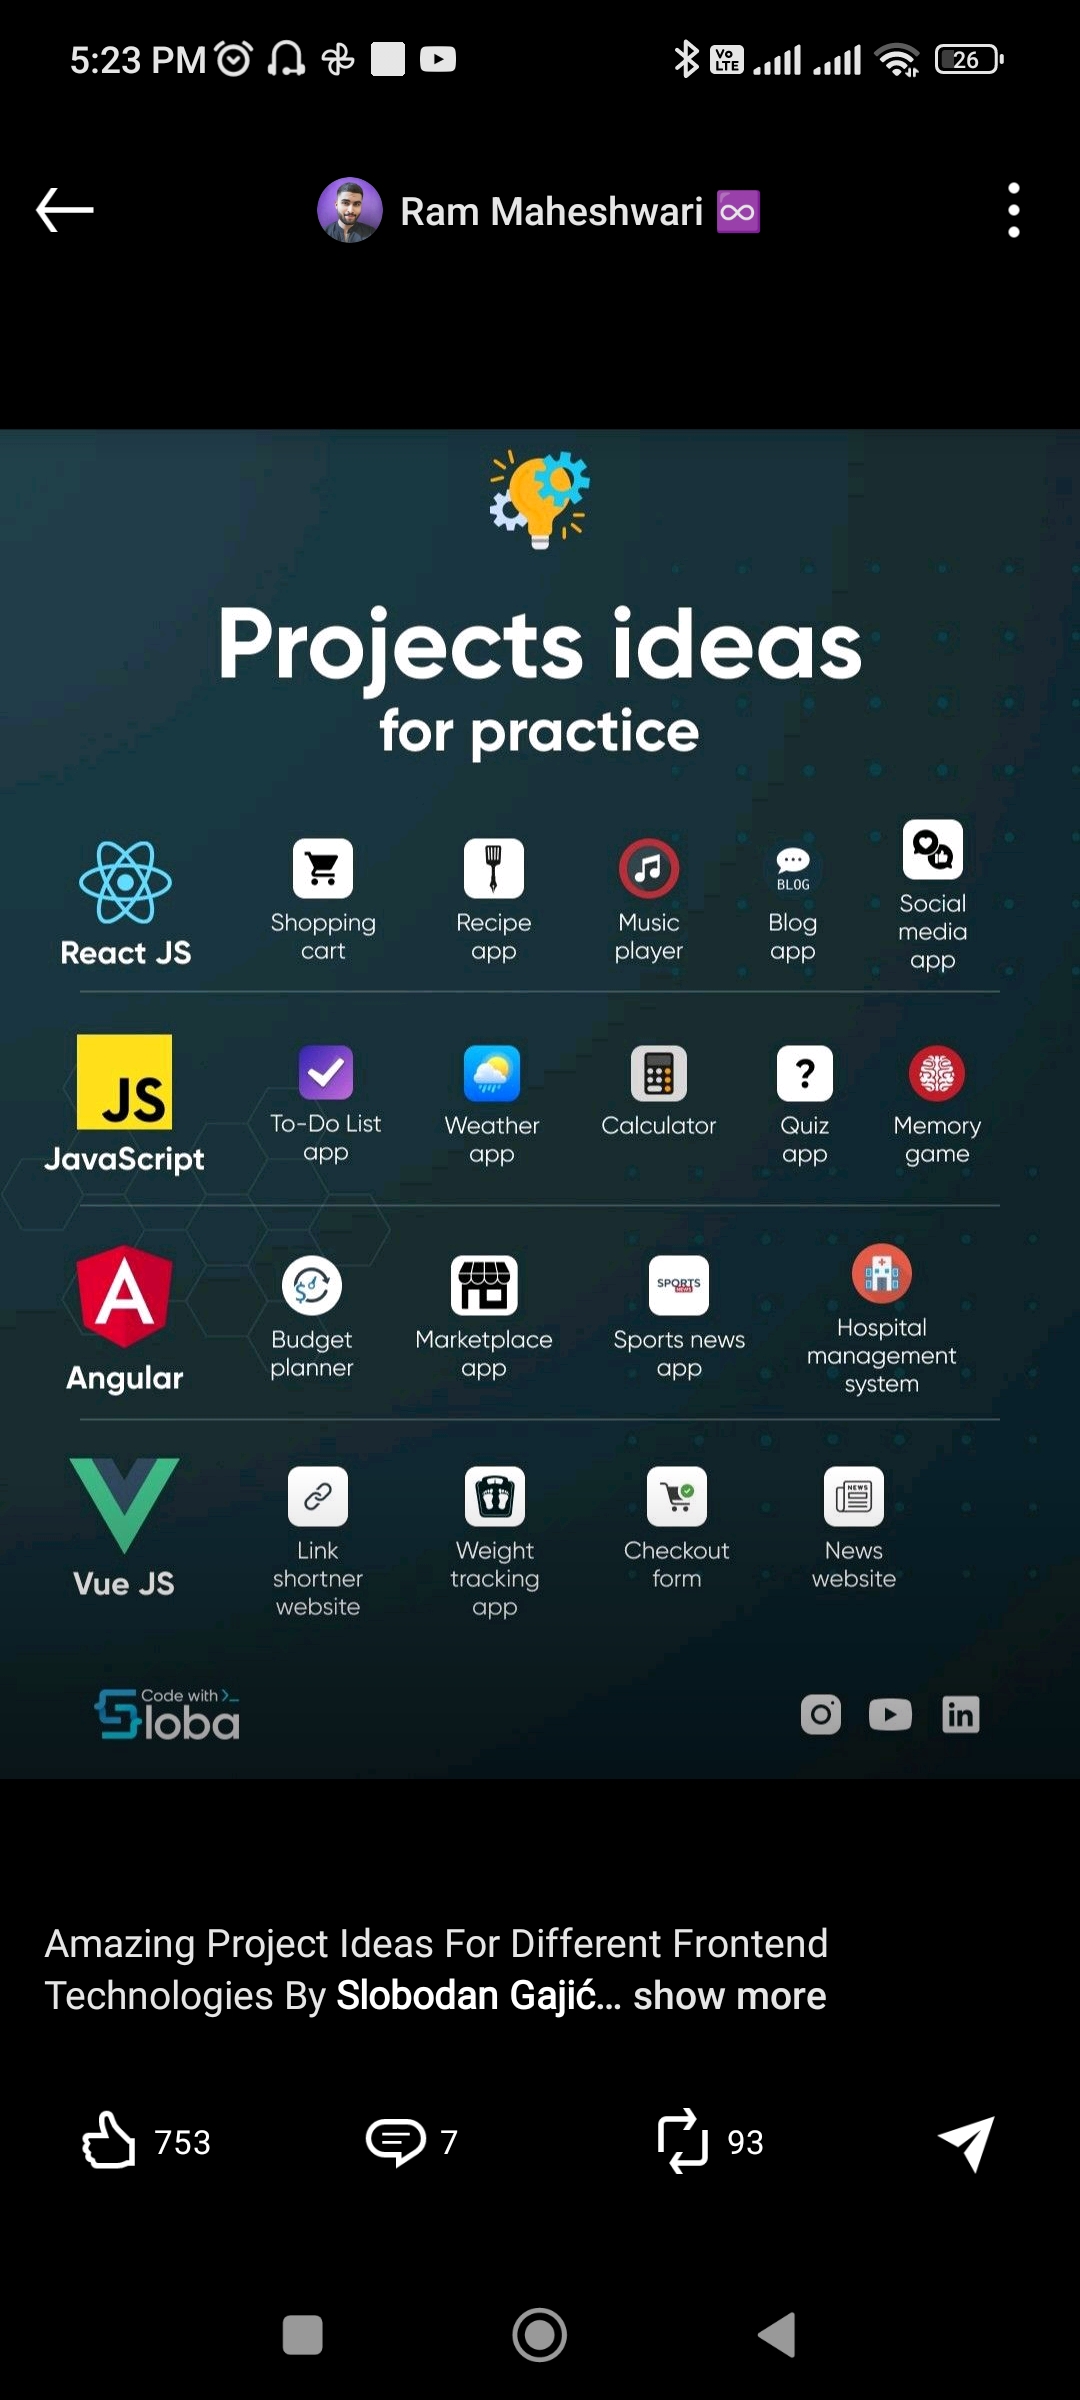 5:23 PM
Vo LTE
26
Ram Maheshwari ♾️
Projects ideas
for practice
React JS
Shopping cart
Recipe app
Music player
BLOG
Blog app
Social media app
JS
JavaScript
To-Do List app
Weather app
Calculator
?
Quiz app
Memory game
A
Angular
$
Budget planner
Marketplace app
SPORTS
NEWS
Sports news app
Hospital management system
Vue JS
Link shortner website
Weight tracking app
Checkout form
NEWS
News website
Code with >_
Sloba
in
Amazing Project Ideas For Different Frontend
Technologies By Slobodan Gajić... show more
753
7
93